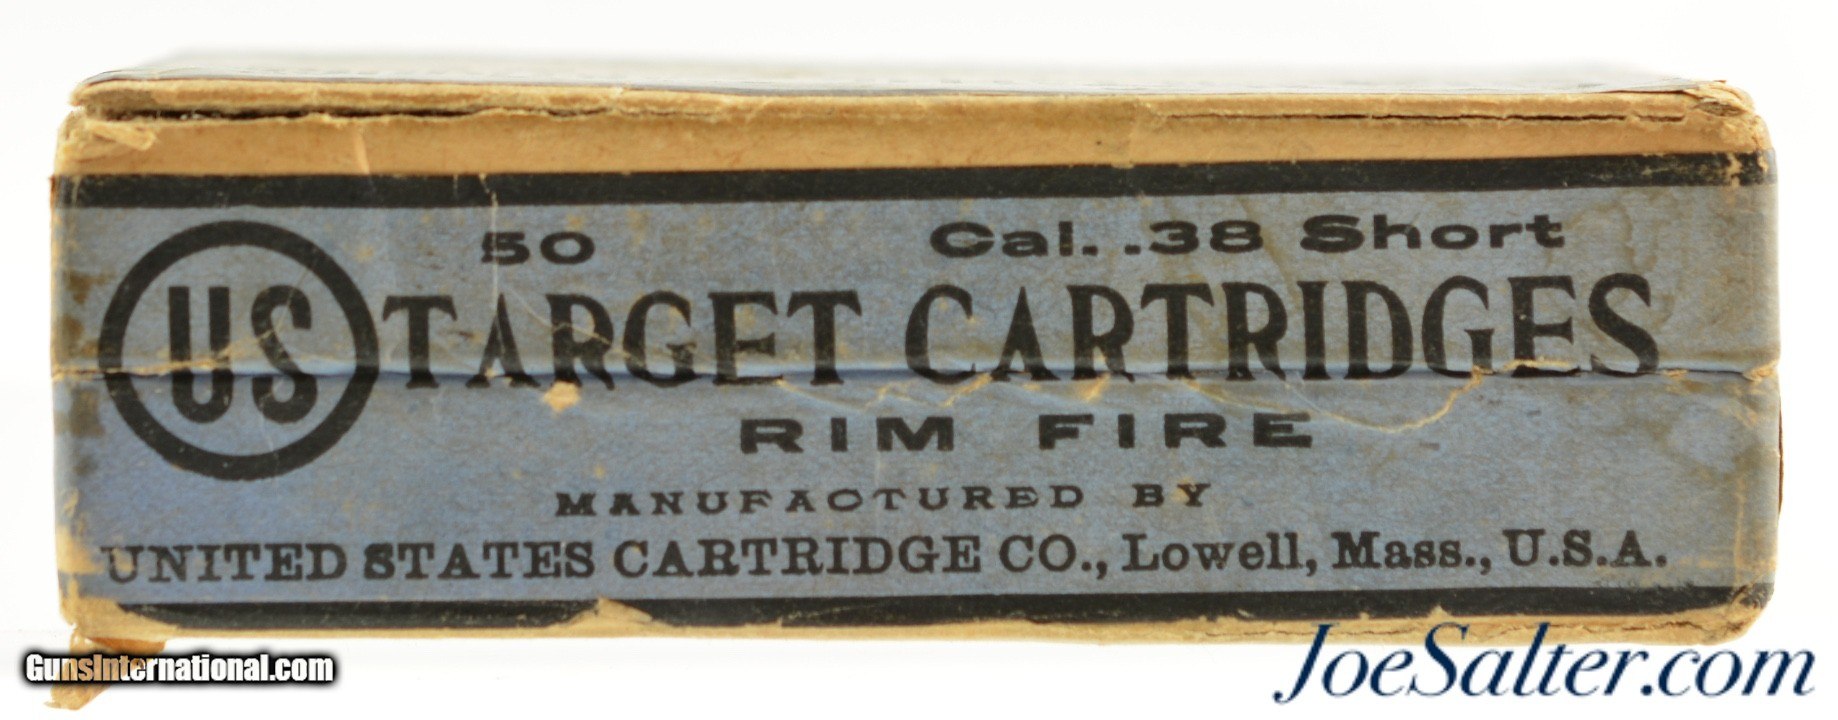 50 Cal. .38 Short
US TARGET CARTRIDGES
RIM FIRE
MANUFACTURED BY
UNITED STATES CARTRIDGE CO., Lowell, Mass., U.S.A.
GunsInternational.com
JoeSalter.com